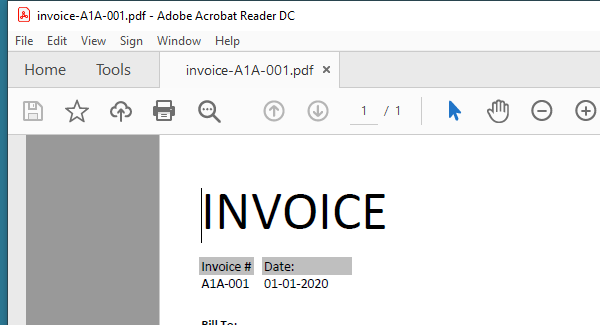 invoice-A1A-001.pdf - Adobe Acrobat Reader DC
File Edit View Sign Window Help
Home Tools invoice-A1A-001.pdf ×
1 / 1
INVOICE
Invoice # Date:
A1A-001 01-01-2020
Bill To: